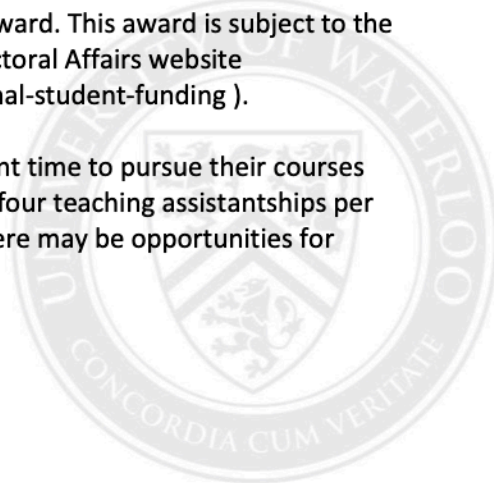 ward. This award is subject to the
ctoral Affairs website
nal-student-funding ).
nt time to pursue their courses
four teaching assistantships per
ere may be opportunities for
UNIVERSITY OF WATERLOO
CONCORDIA CUM VERITATE